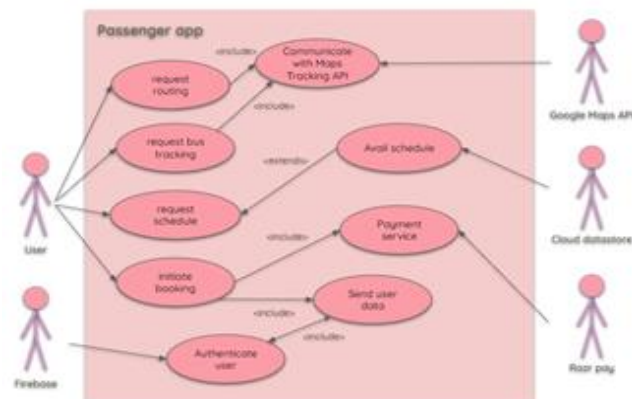 Passenger app
«include»
Communicate
with Maps
Tracking API
request
routing
«include»
Google Maps API
request bus
tracking
«extends»
Avail schedule
User
request
schedule
Cloud datastore
«include»
Payment
service
initiate
booking
Send user
data
«include»
«include»
Authenticate
user
Firebase
Razr pay